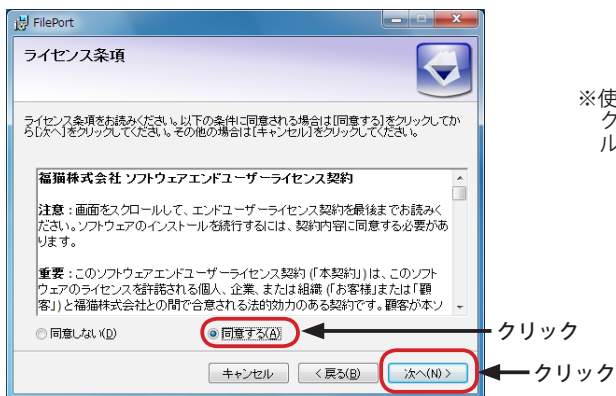 FilePort
ライセンス条項
ライセンス条項をお読みください。以下の条件に同意される場合は[同意する]をクリックしてか
ら[次へ]をクリックしてください。その他の場合は[キャンセル]をクリックしてください。
福猫株式会社 ソフトウェアエンドユーザーライセンス契約
注意：画面をスクロールして、エンドユーザーライセンス契約を最後までお読みく
ださい。ソフトウェアのインストールを続行するには、契約内容に同意する必要があ
ります。
重要：このソフトウェアエンドユーザーライセンス契約(「本契約」)は、このソフト
ウェアのライセンスを許諾される個人、企業、または組織(「お客様」または「顧
客」)と福猫株式会社との間で合意される法的効力のある契約です。顧客が本ソ
同意しない(D)
同意する(A)
クリック
キャンセル
< 戻る(B)
次へ(N) >
クリック
※使
ク
ル